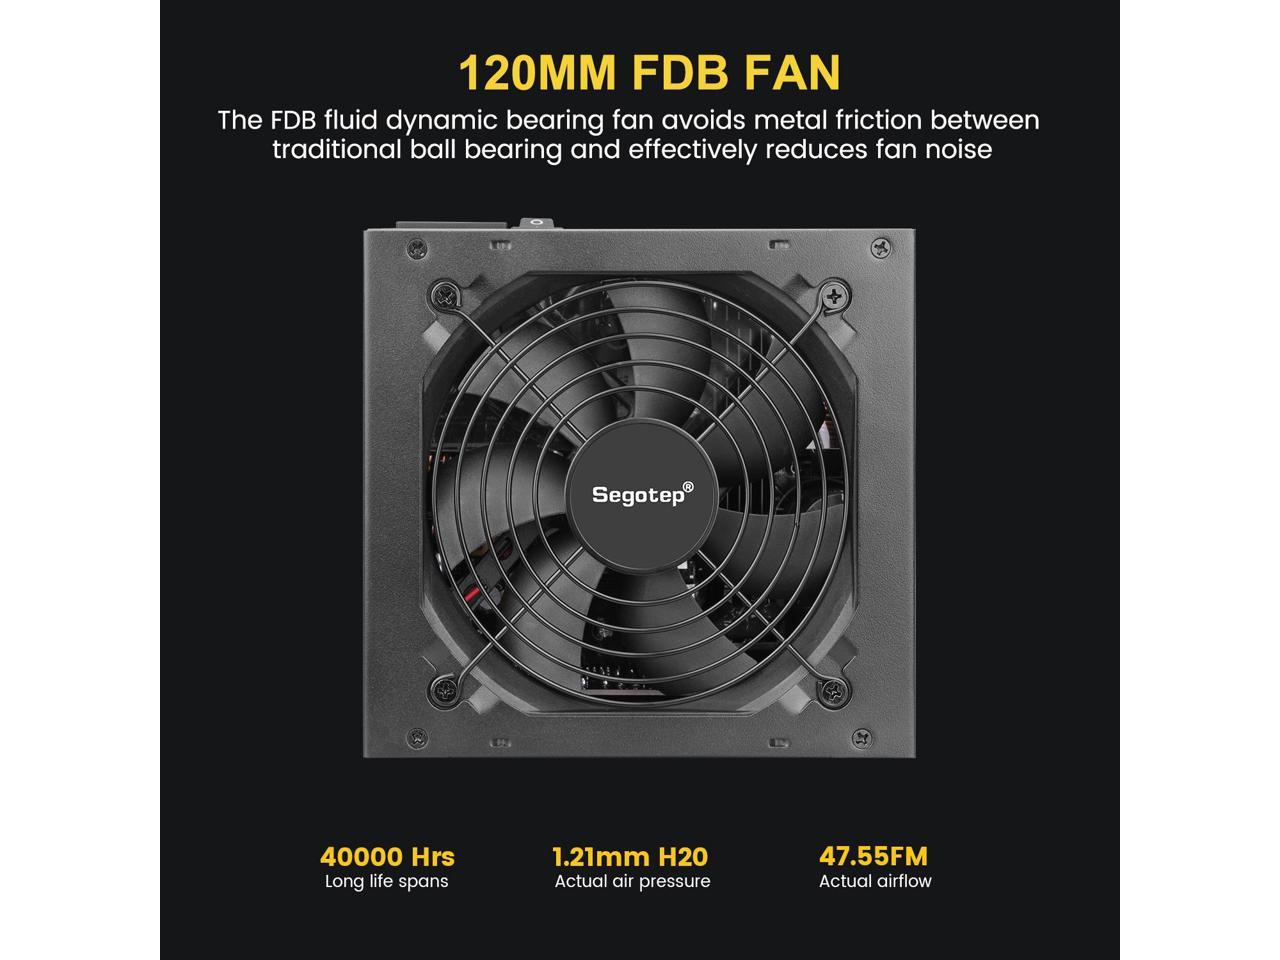 120MM FDB FAN
The FDB fluid dynamic bearing fan avoids metal friction between
traditional ball bearing and effectively reduces fan noise
Segotep®
40000 Hrs
Long life spans
1.21mm H20
Actual air pressure
47.55FM
Actual airflow